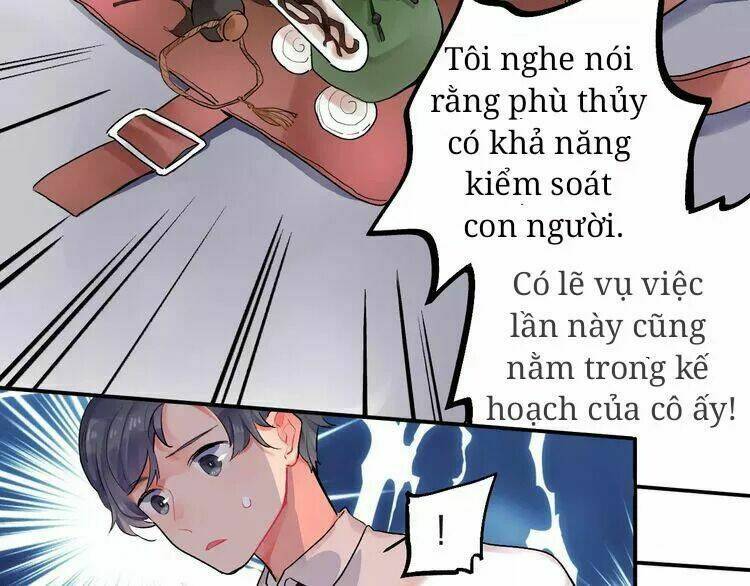 Tôi nghe nói
rằng phù thủy
có khả năng
kiểm soát
con người.
Có lẽ vụ việc
lần này cũng
nằm trong kế
hoạch của cô ấy!
!